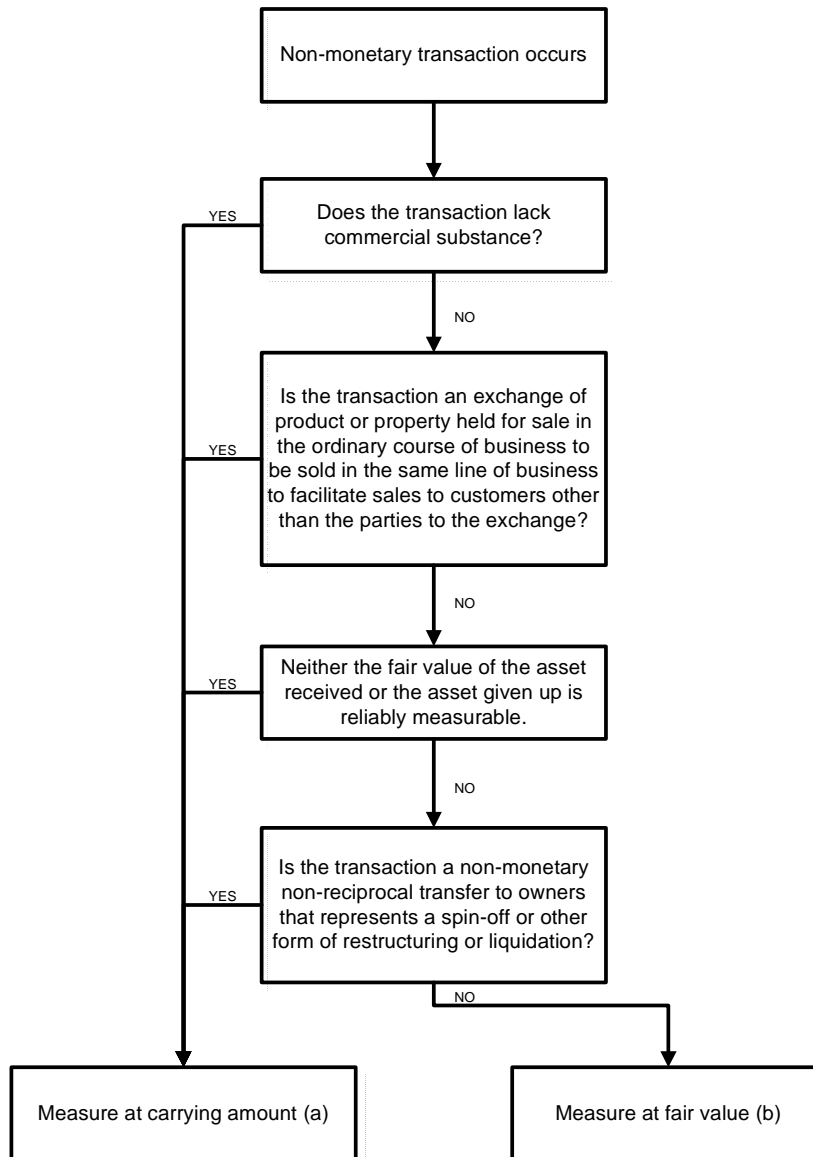 Non-monetary transaction occurs
YES
Does the transaction lack
commercial substance?
NO
YES
Is the transaction an exchange of
product or property held for sale in
the ordinary course of business to
be sold in the same line of business
to facilitate sales to customers other
than the parties to the exchange?
NO
YES
Neither the fair value of the asset
received or the asset given up is
reliably measurable.
NO
YES
Is the transaction a non-monetary
non-reciprocal transfer to owners
that represents a spin-off or other
form of restructuring or liquidation?
NO
Measure at carrying amount (a)
Measure at fair value (b)